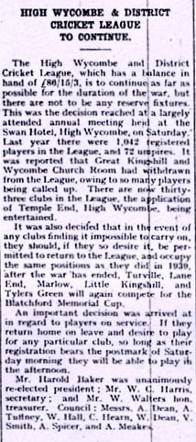 HIGH WYCOMBE & DISTRICT
CRICKET LEAGUE
TO CONTINUE.
The High Wycombe and District
Cricket League, which has a balance in
hand of £86/15/3, is to continue as far as
possible for the duration of the war, but
there are not to be any reserve fixtures.
This was the decision reached at a largely
attended annual meeting held at the
Swan Hotel, High Wycombe, on Saturday.
Last year there were 1,042 registered
players in the League, and 72 umpires. It
was reported that Great Kingshill and
Wycombe Church Room had withdrawn
from the League, owing to so many players
being called up. There are now thirty-
three clubs in the League, the application
of Temple End, High Wycombe, being
entertained.
It was also decided that in the event of
any clubs finding it impossible to carry on,
they should, if they so desire it, be per-
mitted to return to the League, and occupy
the same positions as they did in 1939,
after the war has ended. Turville, Lane
End, Marlow, Little Kingshill, and
Tylers Green will again compete for the
Blatchford Memorial Cup.
An important decision was arrived at
in regard to players on service. If they
return home on leave and desire to play
for any particular club, so long as their
registration bears the postmark of Satur-
day morning they will be able to play in
the afternoon.
Mr. Harold Baker was unanimously
re-elected president; Mr. W. G. Harris,
secretary; and Mr. W. Walters hon.
treasurer. Council: Messrs. A. Dean, A.
Tuffney, W. Hall, C. Hearn, W. Dean, V.
Smith, A. Spicer, and A. Meakes.